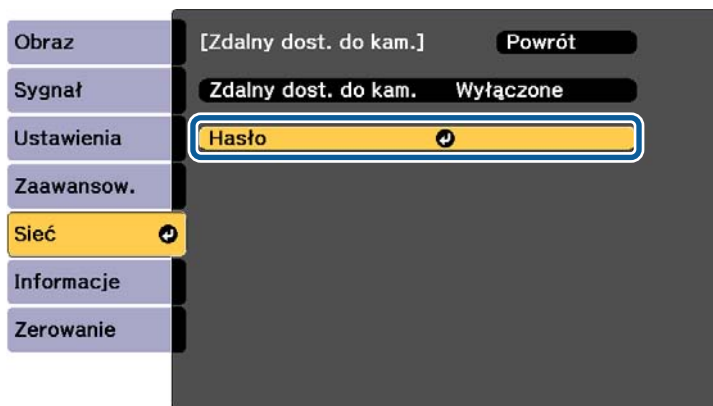 Obraz
Sygnał
Ustawienia
Zaawansow.
Sieć
Informacje
Zerowanie
[Zdalny dost. do kam.] Powrót
Zdalny dost. do kam. Wyłączone
Hasło